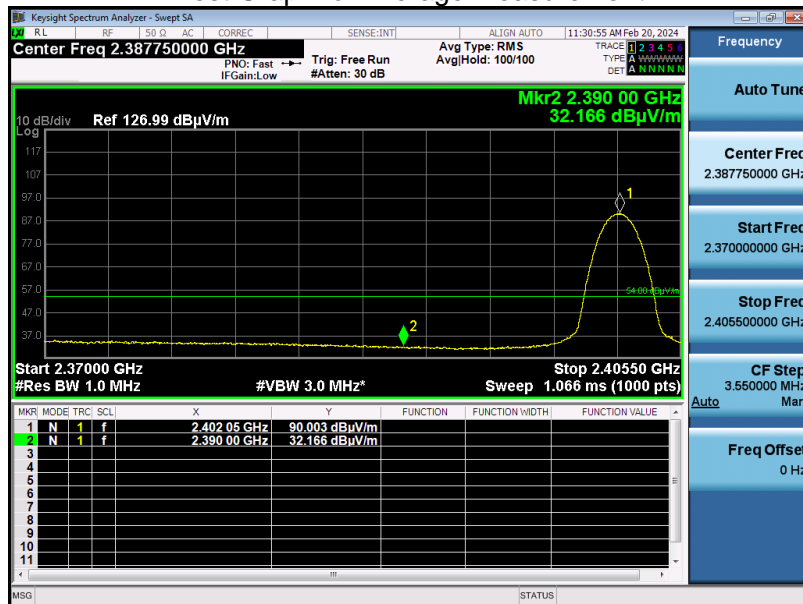 Keysight Spectrum Analyzer - Swept SA
LXI RL RF 50 Ω AC CORREC SENSE:INT ALIGN AUTO 11:30:55 AM Feb 20, 2024
Center Freq 2.387750000 GHz
PNO: Fast
IFGain:Low
Trig: Free Run
#Atten: 30 dB
Avg Type: RMS
Avg|Hold: 100/100
TRACE 1 2 3 4 5 6
TYPE A WWWWW
DET A N N N N N
Mkr2 2.390 00 GHz
32.166 dBµV/m
10 dB/div Ref 126.99 dBµV/m
Log
117
107
97.0
87.0
77.0
67.0
57.0
47.0
37.0
1
54.00 dBµV/m
2
Start 2.37000 GHz Stop 2.40550 GHz
#Res BW 1.0 MHz #VBW 3.0 MHz* Sweep 1.066 ms (1000 pts)
MKR MODE TRC SCL X Y FUNCTION FUNCTION WIDTH FUNCTION VALUE
1 N 1 f 2.402 05 GHz 90.003 dBµV/m
2 N 1 f 2.390 00 GHz 32.166 dBµV/m
3
4
5
6
7
8
9
10
11
MSG STATUS
Frequency
Auto Tune
Center Freq
2.387750000 GHz
Start Freq
2.370000000 GHz
Stop Freq
2.405500000 GHz
CF Step
3.550000 MHz
Auto Man
Freq Offset
0 Hz